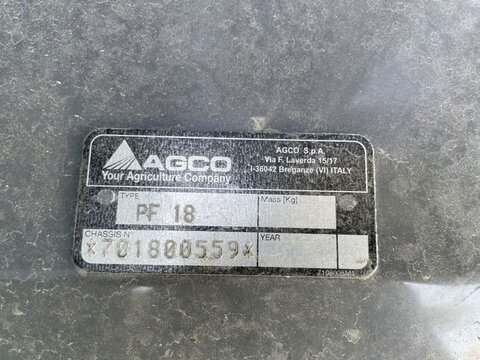 AGCO
Your Agriculture Company
AGCO S.p.A.
Via F. Laverda 15/17
I-36042 Breganze (VI) ITALY
TYPE
PF 18
Mass [Kg]
CHASSIS N°
*701800559*
YEAR